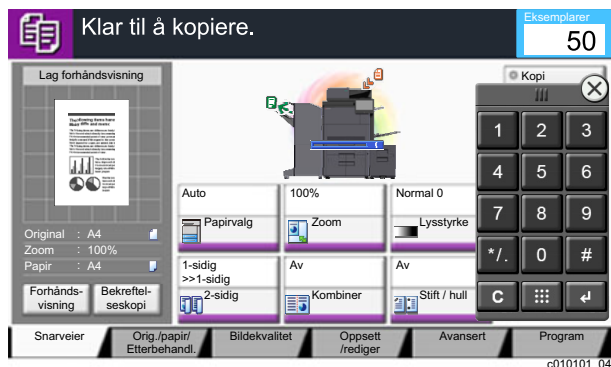 Klar til å kopiere.
Eksemplarer
50
Lag forhåndsvisning
Original : A4
Zoom : 100%
Papir : A4
Forhånds-
visning
Bekreftel-
seskopi
Kopi
Auto
Papirvalg
100%
Zoom
Normal 0
Lysstyrke
1-sidig
>>1-sidig
2-sidig
Av
Kombiner
Av
Stift / hull
1 2 3
4 5 6
7 8 9
*/. 0 #
C
Snarveier
Orig./papir/
Etterbehandl.
Bildekvalitet
Oppsett
/rediger
Avansert
Program
c010101_04